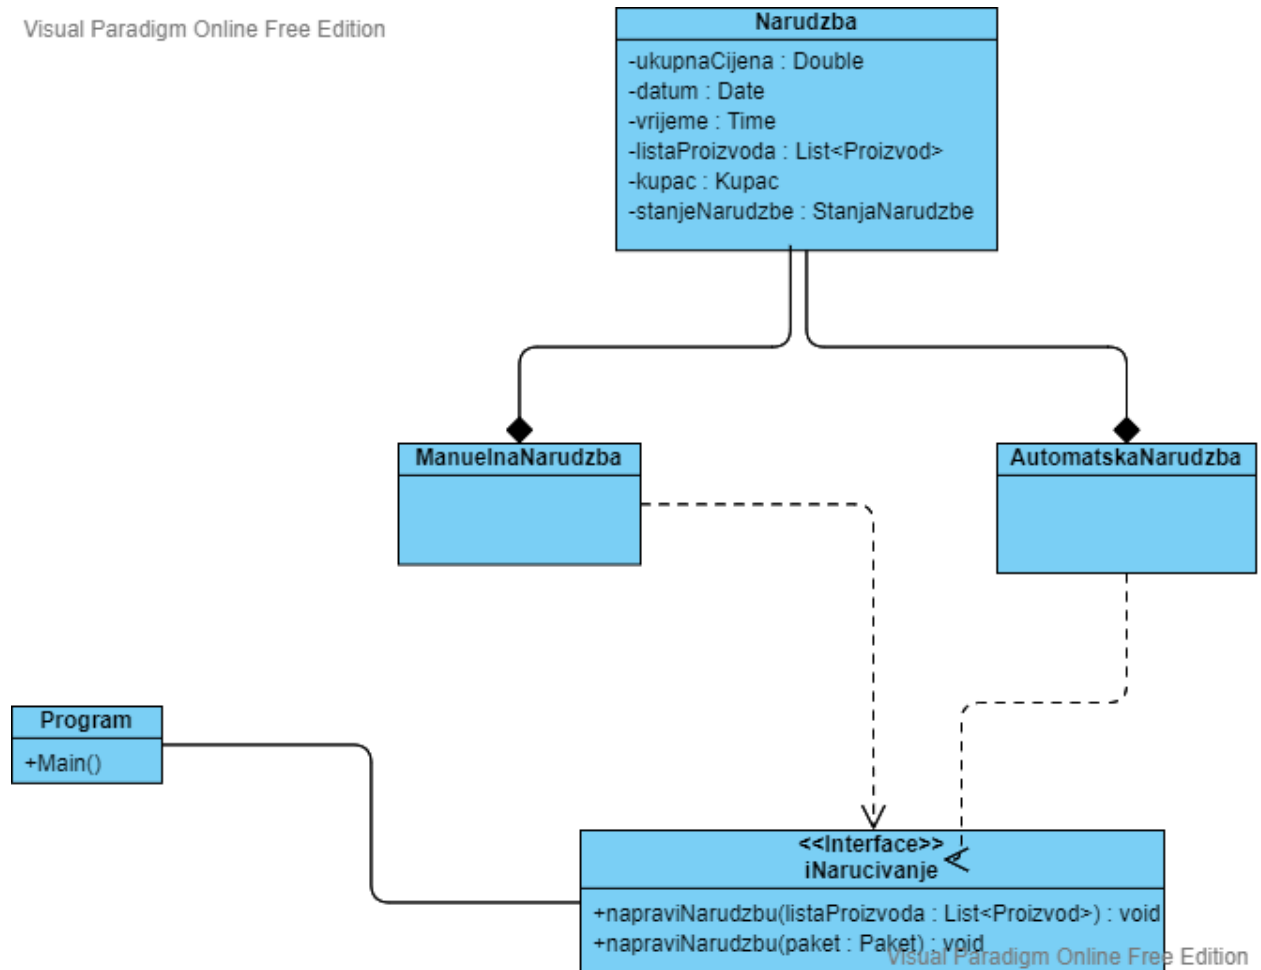 Visual Paradigm Online Free Edition
Narudzba
-ukupnaCijena : Double
-datum : Date
-vrijeme : Time
-listaProizvoda : List<Proizvod>
-kupac : Kupac
-stanjeNarudzbe : StanjaNarudzbe
ManuelnaNarudzba
AutomatskaNarudzba
Program
+Main()
<<Interface>>
iNarucivanje
+napraviNarudzbu(listaProizvoda : List<Proizvod>) : void
+napraviNarudzbu(paket : Paket) : void
Visual Paradigm Online Free Edition